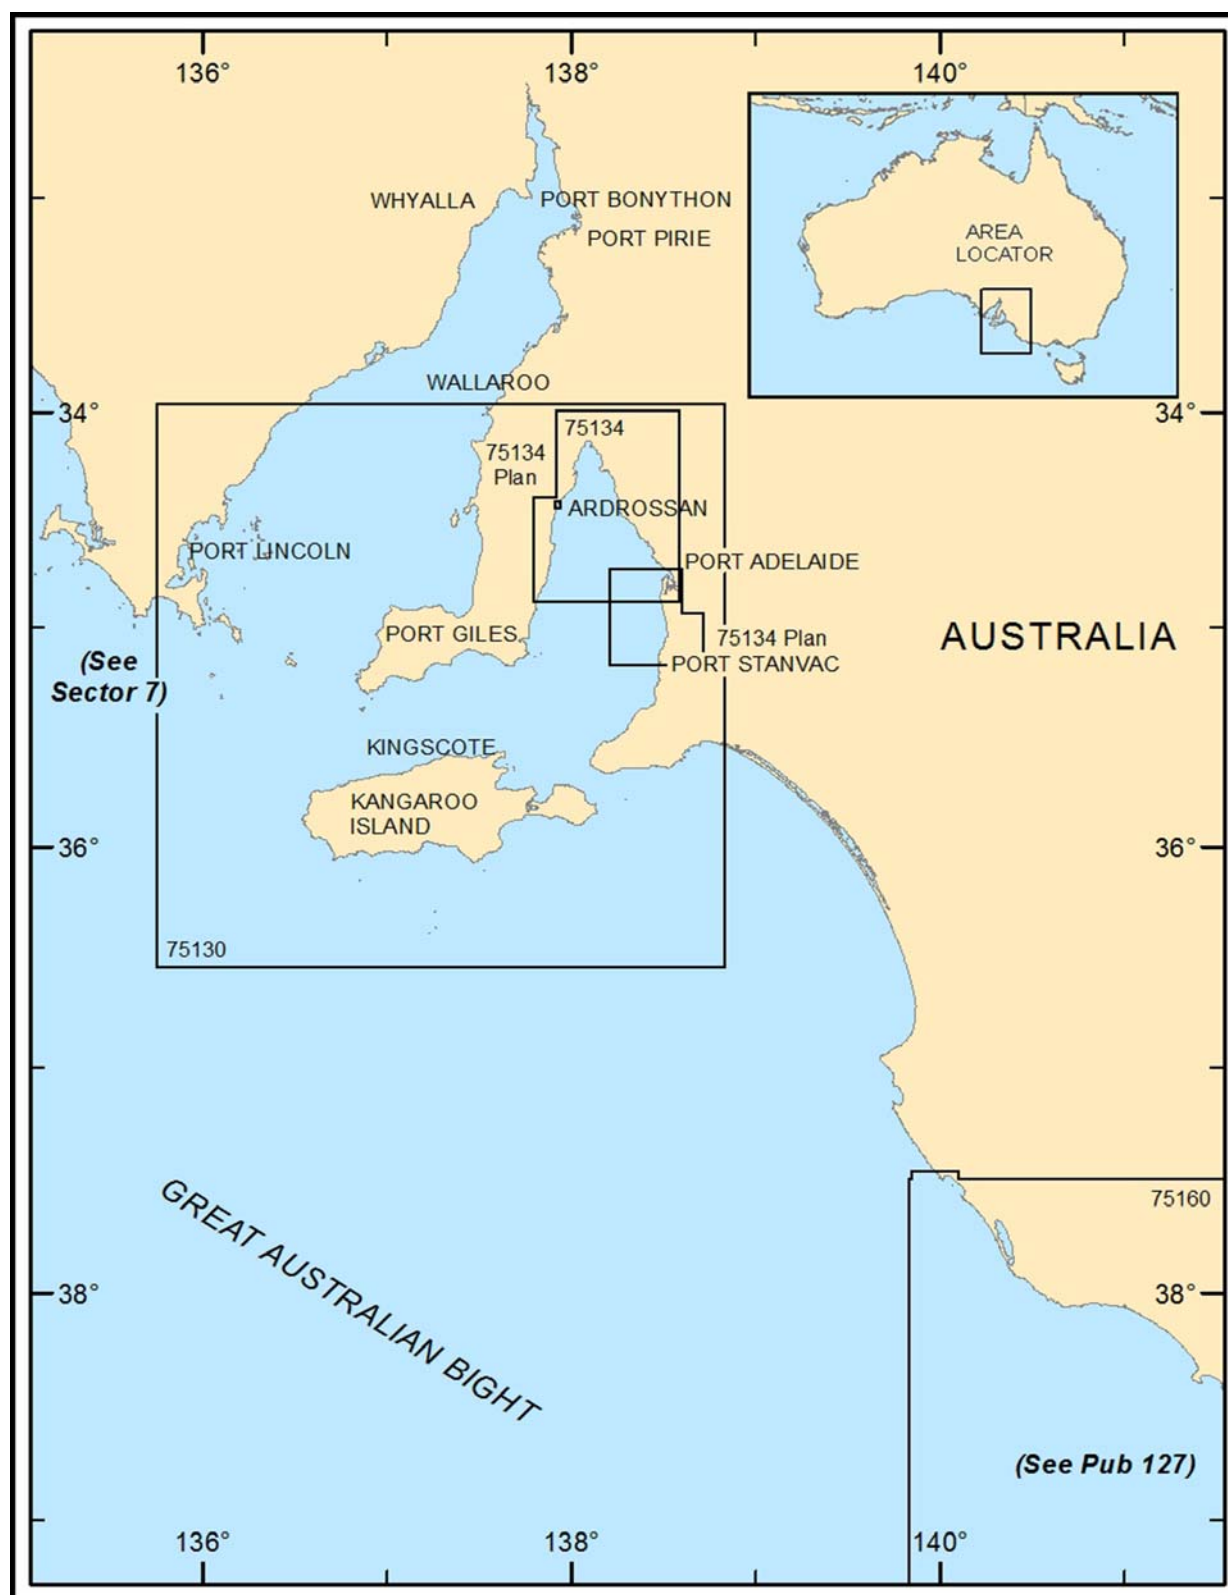 136°
138°
140°
WHYALLA
PORT BONYTHON
PORT PIRIE
AREA
LOCATOR
WALLAROO
34°
34°
75134
75134
Plan
ARDROSSAN
PORT LINCOLN
PORT ADELAIDE
PORT GILES
75134 Plan
AUSTRALIA
PORT STANVAC
(See
Sector 7)
KINGSCOTE
KANGAROO
ISLAND
36°
36°
75130
75160
GREAT AUSTRALIAN BIGHT
38°
38°
(See Pub 127)
136°
138°
140°